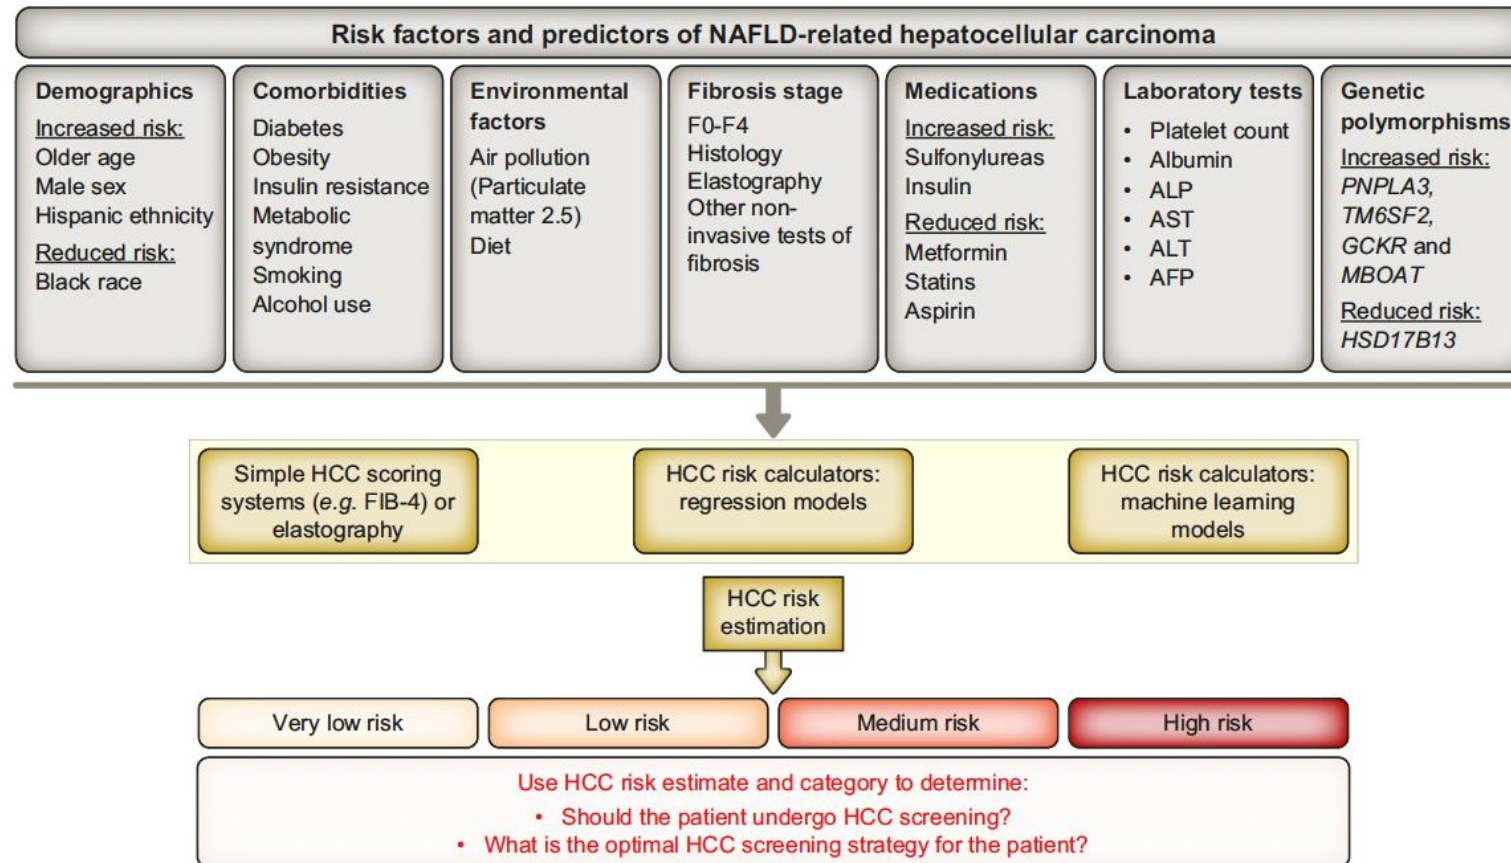 Risk factors and predictors of NAFLD-related hepatocellular carcinoma
Demographics
Increased risk:
Older age
Male sex
Hispanic ethnicity
Reduced risk:
Black race
Comorbidities
Diabetes
Obesity
Insulin resistance
Metabolic
syndrome
Smoking
Alcohol use
Environmental
factors
Air pollution
(Particulate
matter 2.5)
Diet
Fibrosis stage
F0-F4
Histology
Elastography
Other non-
invasive tests of
fibrosis
Medications
Increased risk:
Sulfonylureas
Insulin
Reduced risk:
Metformin
Statins
Aspirin
Laboratory tests
• Platelet count
• Albumin
• ALP
• AST
• ALT
• AFP
Genetic
polymorphisms
Increased risk:
PNPLA3,
TM6SF2,
GCKR and
MBOAT
Reduced risk:
HSD17B13
Simple HCC scoring
systems (e.g. FIB-4) or
elastography
HCC risk calculators:
regression models
HCC risk calculators:
machine learning
models
HCC risk
estimation
Very low risk
Low risk
Medium risk
High risk
Use HCC risk estimate and category to determine:
• Should the patient undergo HCC screening?
• What is the optimal HCC screening strategy for the patient?